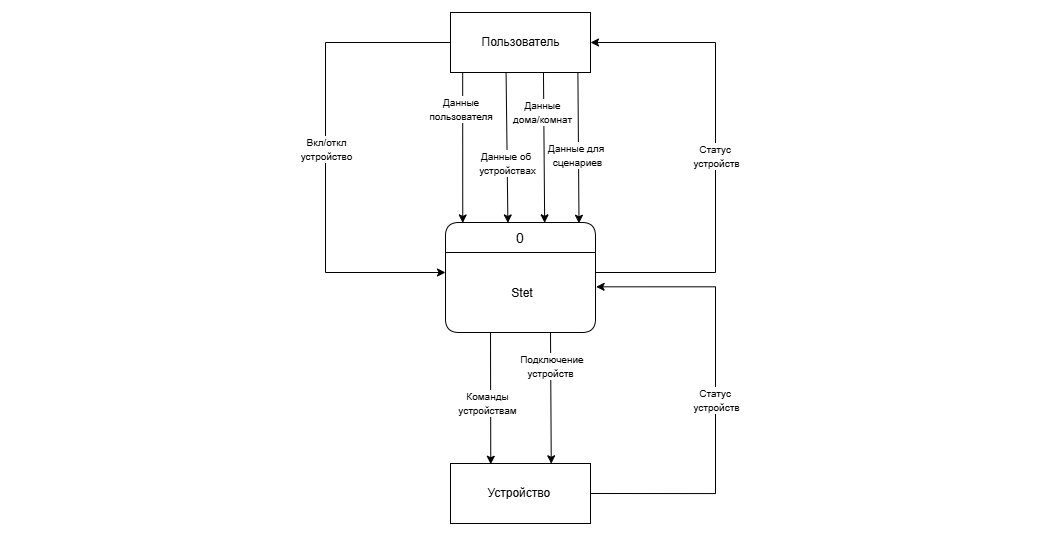 Пользователь
Данные
пользователя
Данные
дома/комнат
Вкл/откл
устройство
Данные об
устройствах
Данные для
сценариев
Статус
устройств
0
Stet
Подключение
устройств
Команды
устройствам
Статус
устройств
Устройство